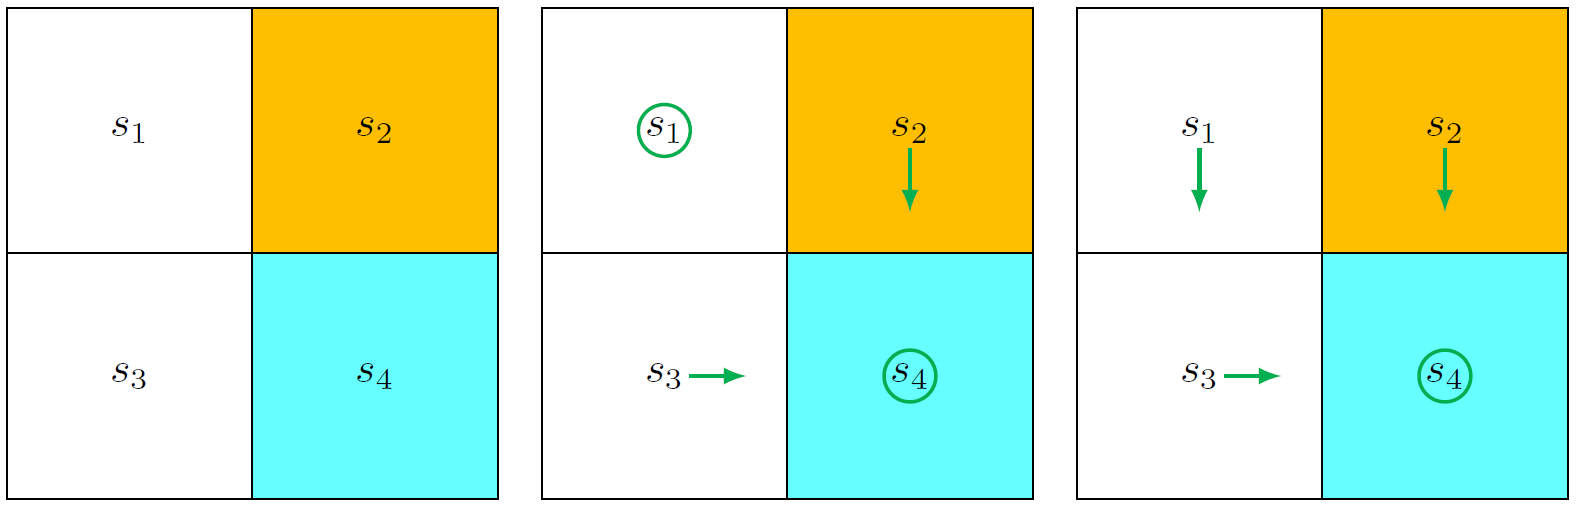 s₁ s₂ s₁ s₂ s₁ s₂
s₃ s₄ s₃ s₄ s₃ s₄